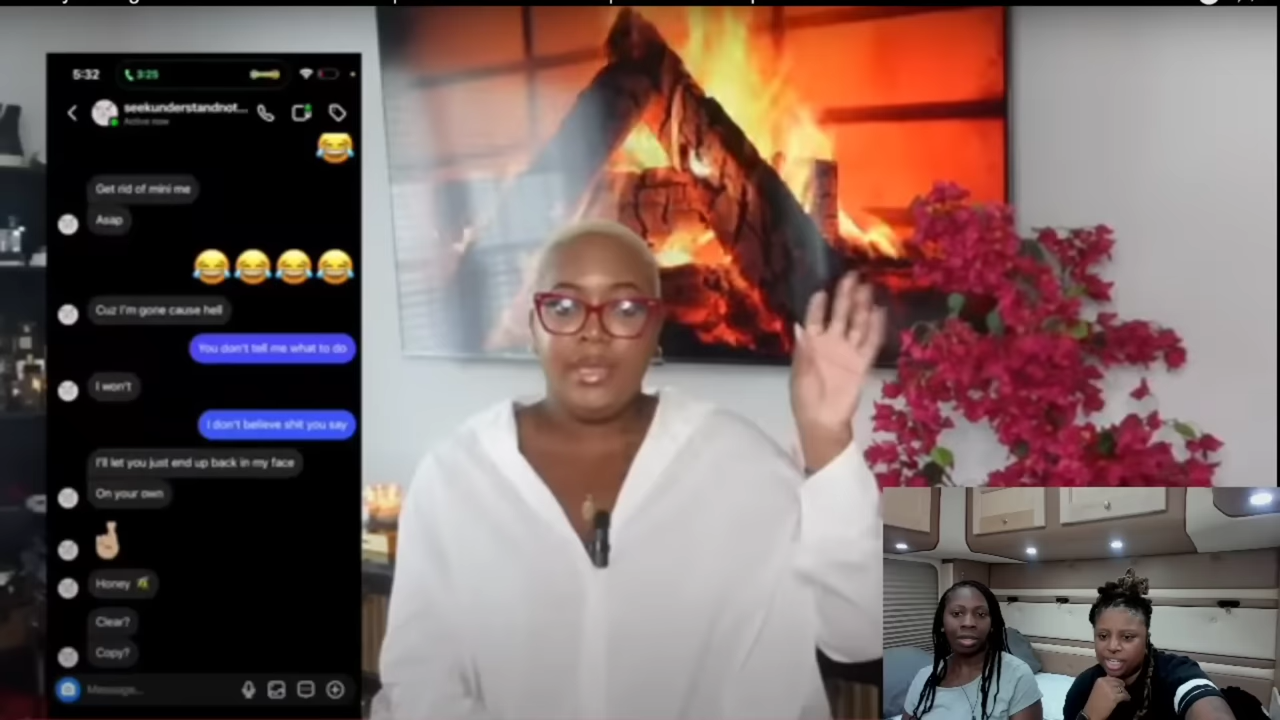 5:32
3:25
seekunderstandnot...
Active now
Get rid of mini me
Asap
Cuz I'm gone cause hell
You don't tell me what to do
I won't
I don't believe shit you say
I'll let you just end up back in my face
On your own
Honey
Clear?
Copy?
Message...